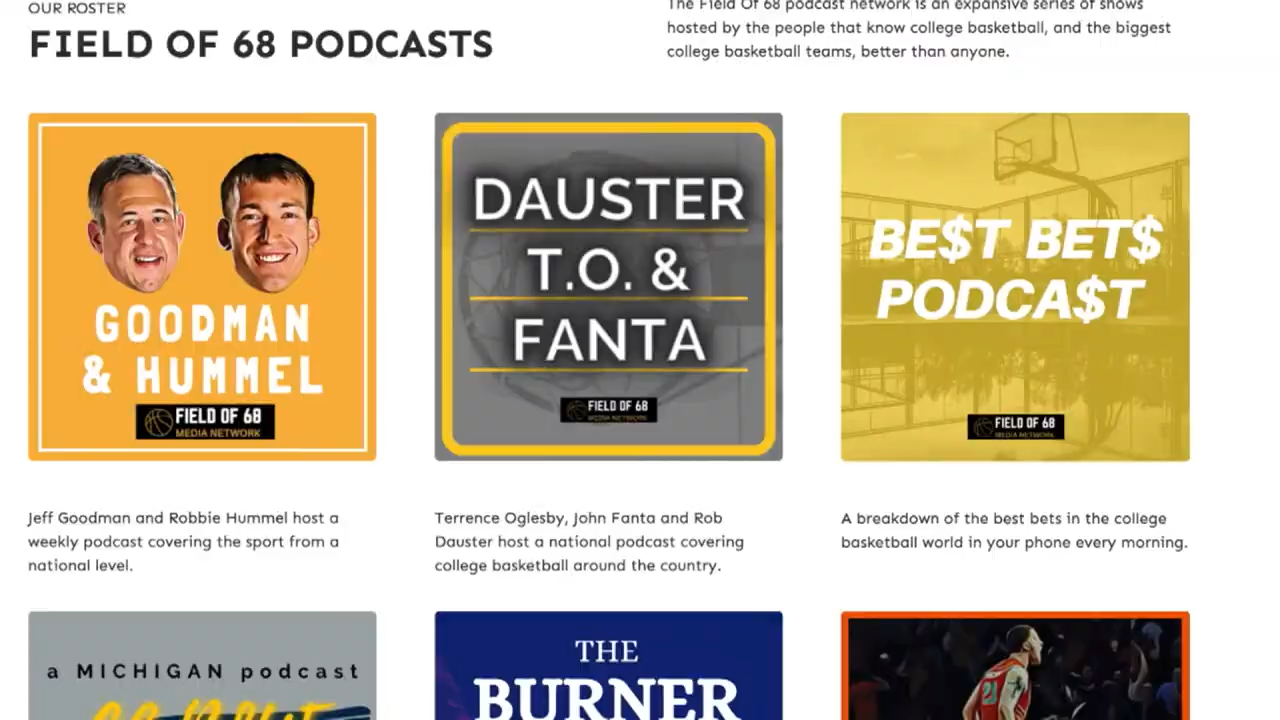 OUR ROSTER
FIELD OF 68 PODCASTS
The Field Of 68 podcast network is an expansive series of shows
hosted by the people that know college basketball, and the biggest
college basketball teams, better than anyone.
GOODMAN
& HUMMEL
FIELD OF 68
MEDIA NETWORK
DAUSTER
T.O. &
FANTA
FIELD OF 68
MEDIA NETWORK
BE$T BET$
PODCA$T
FIELD OF 68
MEDIA NETWORK
Jeff Goodman and Robbie Hummel host a
weekly podcast covering the sport from a
national level.
Terrence Oglesby, John Fanta and Rob
Dauster host a national podcast covering
college basketball around the country.
A breakdown of the best bets in the college
basketball world in your phone every morning.
a MICHIGAN podcast
THE
BURNER
21